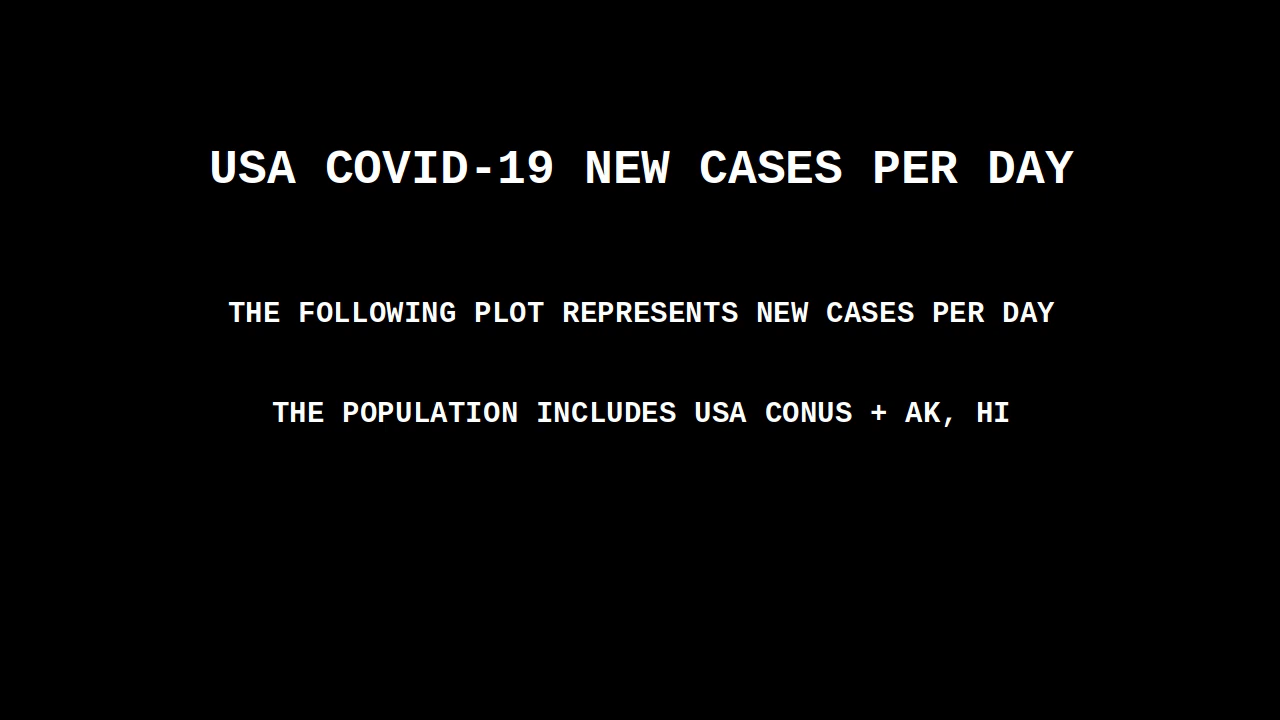 USA COVID-19 NEW CASES PER DAY
THE FOLLOWING PLOT REPRESENTS NEW CASES PER DAY
THE POPULATION INCLUDES USA CONUS + AK, HI